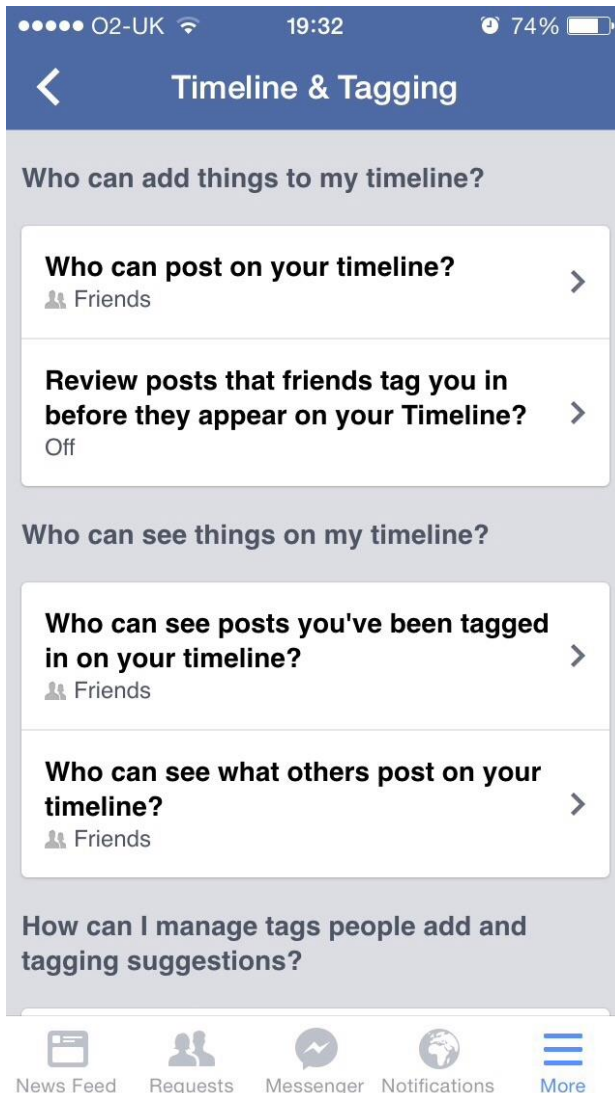 O2-UK 19:32 74%
Timeline & Tagging
Who can add things to my timeline?
Who can post on your timeline?
Friends
Review posts that friends tag you in
before they appear on your Timeline?
Off
Who can see things on my timeline?
Who can see posts you've been tagged
in on your timeline?
Friends
Who can see what others post on your
timeline?
Friends
How can I manage tags people add and
tagging suggestions?
News Feed Requests Messenger Notifications More